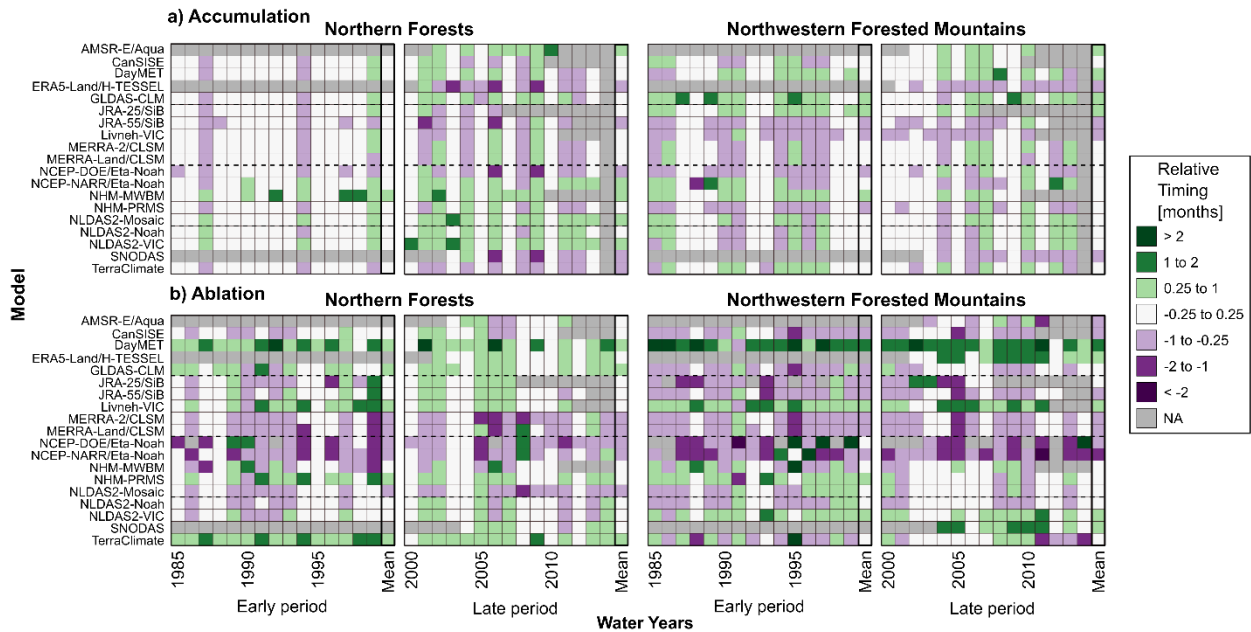 a) Accumulation
Northern Forests
Northwestern Forested Mountains
AMSR-E/Aqua
CanSISE
DayMET
ERA5-Land/H-TESSEL
GLDAS-CLM
JRA-25/SiB
JRA-55/SiB
Livneh-VIC
MERRA-2/CLSM
MERRA-Land/CLSM
NCEP-DOE/Eta-Noah
NCEP-NARR/Eta-Noah
NHM-MWBM
NHM-PRMS
NLDAS2-Mosaic
NLDAS2-Noah
NLDAS2-VIC
SNODAS
TerraClimate
Model
b) Ablation
Northern Forests
Northwestern Forested Mountains
AMSR-E/Aqua
CanSISE
DayMET
ERA5-Land/H-TESSEL
GLDAS-CLM
JRA-25/SiB
JRA-55/SiB
Livneh-VIC
MERRA-2/CLSM
MERRA-Land/CLSM
NCEP-DOE/Eta-Noah
NCEP-NARR/Eta-Noah
NHM-MWBM
NHM-PRMS
NLDAS2-Mosaic
NLDAS2-Noah
NLDAS2-VIC
SNODAS
TerraClimate
1985 1990 1995 Mean 2000 2005 2010 Mean 1985 1990 1995 Mean 2000 2005 2010 Mean
Early period Late period Early period Late period
Water Years
Relative
Timing
[months]
> 2
1 to 2
0.25 to 1
-0.25 to 0.25
-1 to -0.25
-2 to -1
< -2
NA